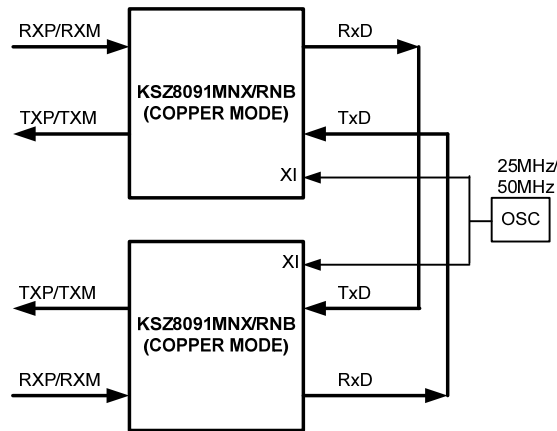 RXP/RXM
RxD
KSZ8091MNX/RNB
(COPPER MODE)
TXP/TXM
TxD
XI
25MHz/
50MHz
OSC
XI
TXP/TXM
TxD
KSZ8091MNX/RNB
(COPPER MODE)
RXP/RXM
RxD